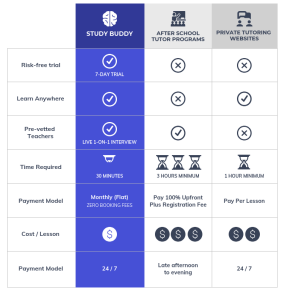 STUDY BUDDY
AFTER SCHOOL
TUTOR PROGRAMS
PRIVATE TUTORING
WEBSITES
Risk-free trial
7-DAY TRIAL
Learn Anywhere
Pre-vetted
Teachers
LIVE 1-ON-1 INTERVIEW
Time Required
30 MINUTES
3 HOURS MINIMUM
1 HOUR MINIMUM
Payment Model
Monthly (Flat)
ZERO BOOKING FEES
Pay 100% Upfront
Plus Registration Fee
Pay Per Lesson
Cost / Lesson
$
$ $ $
$ $
Payment Model
24 / 7
Late afternoon
to evening
24 / 7